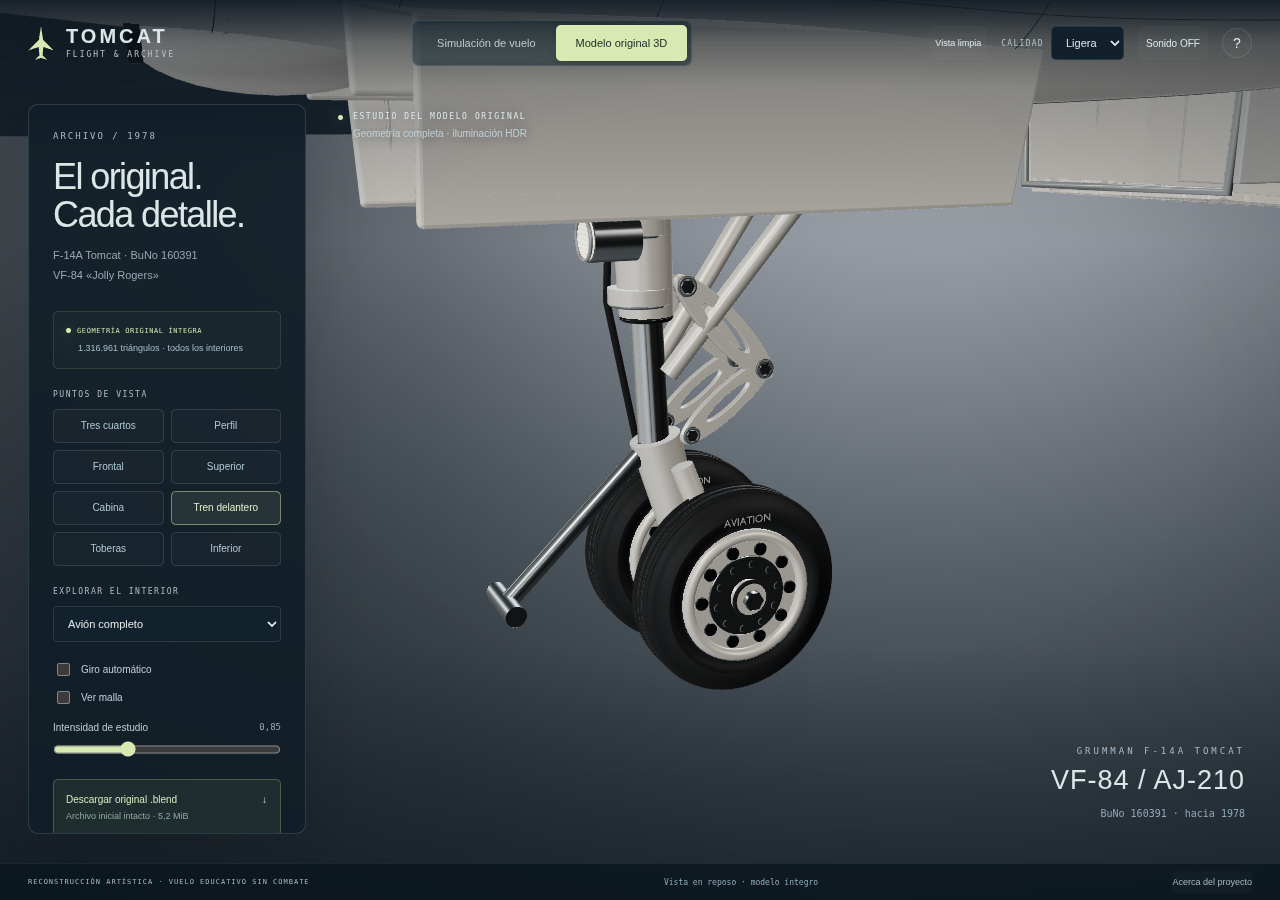 TOMCAT
FLIGHT & ARCHIVE
Simulación de vuelo
Modelo original 3D
Vista limpia
CALIDAD
Ligera
Sonido OFF
?
ESTUDIO DEL MODELO ORIGINAL
Geometría completa · iluminación HDR
ARCHIVO / 1978
El original.
Cada detalle.
F-14A Tomcat · BuNo 160391
VF-84 «Jolly Rogers»
GEOMETRÍA ORIGINAL ÍNTEGRA
1.316.961 triángulos · todos los interiores
PUNTOS DE VISTA
Tres cuartos
Perfil
Frontal
Superior
Cabina
Tren delantero
Toberas
Inferior
EXPLORAR EL INTERIOR
Avión completo
Giro automático
Ver malla
Intensidad de estudio
0,85
Descargar original .blend
↓
Archivo inicial intacto · 5,2 MiB
AVIATION
GRUMMAN F-14A TOMCAT
VF-84 / AJ-210
BuNo 160391 · hacia 1978
RECONSTRUCCIÓN ARTÍSTICA · VUELO EDUCATIVO SIN COMBATE
Vista en reposo · modelo íntegro
Acerca del proyecto